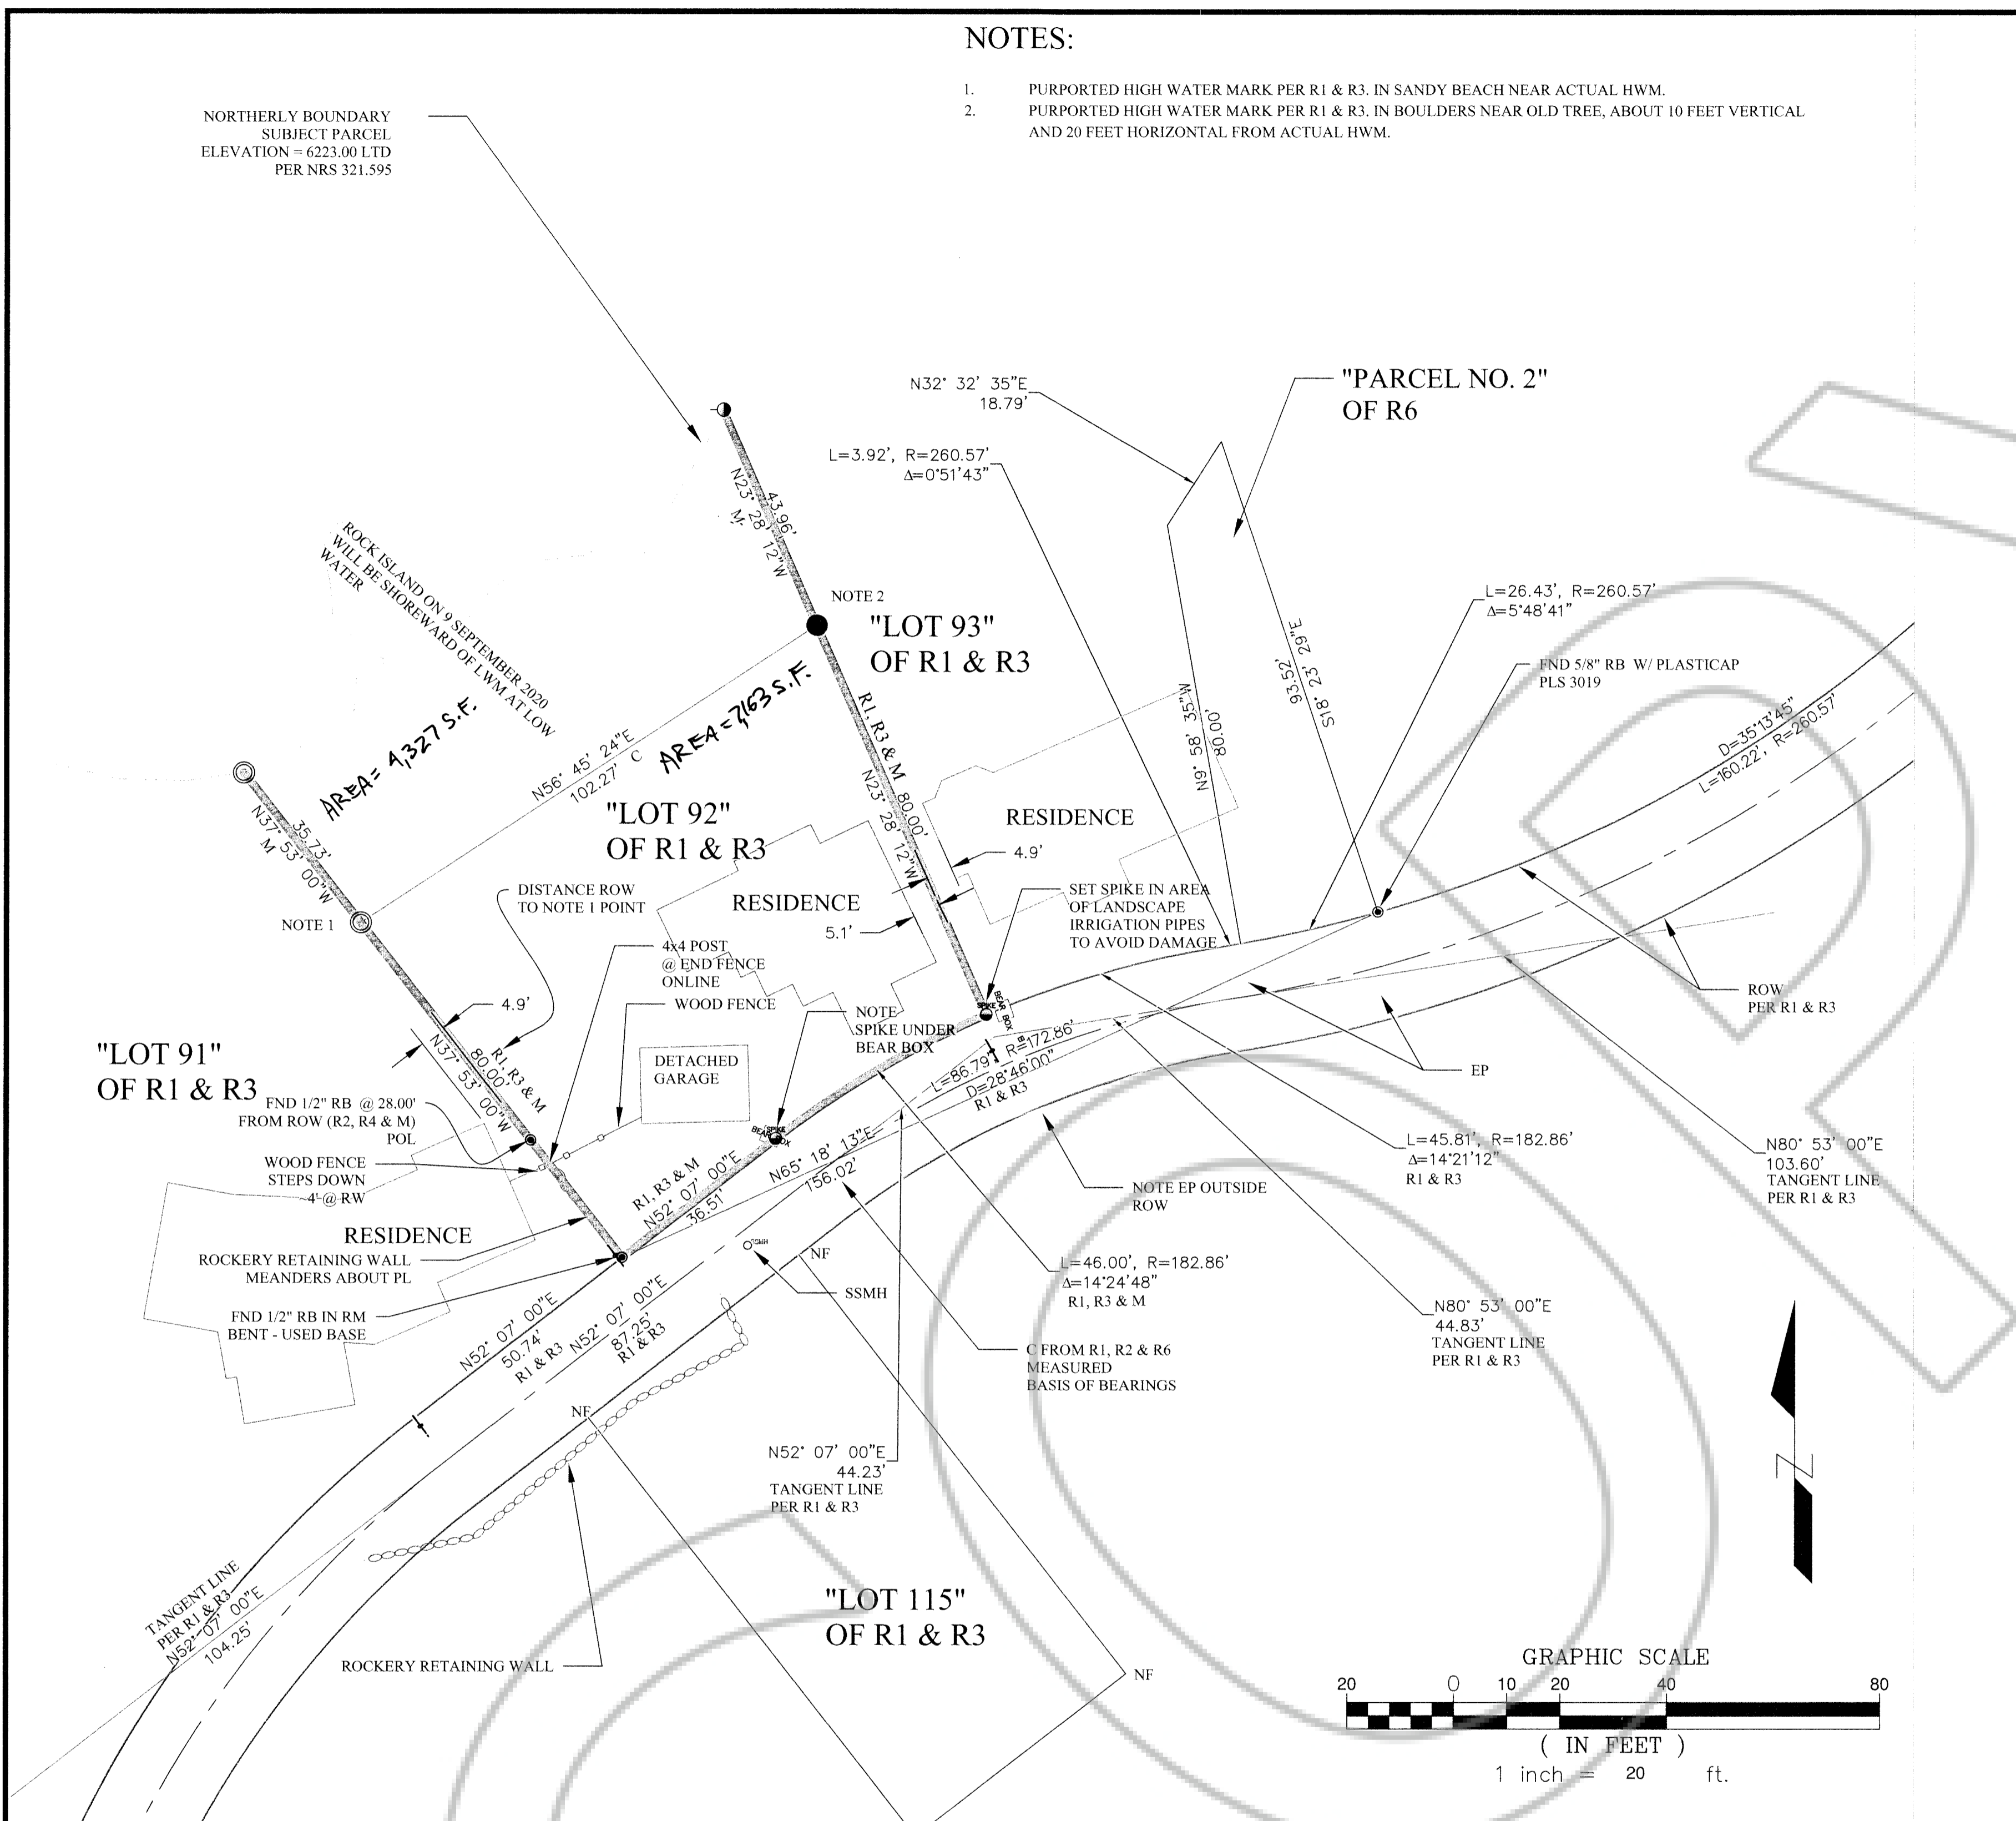 NOTES:
1. PURPORTED HIGH WATER MARK PER R1 & R3. IN SANDY BEACH NEAR ACTUAL HWM.
2. PURPORTED HIGH WATER MARK PER R1 & R3. IN BOULDERS NEAR OLD TREE, ABOUT 10 FEET VERTICAL
AND 20 FEET HORIZONTAL FROM ACTUAL HWM.
NORTHERLY BOUNDARY
SUBJECT PARCEL
ELEVATION = 6223.00 LTD
PER NRS 321.595
N32° 32' 35"E
18.79'
"PARCEL NO. 2"
OF R6
L=3.92', R=260.57'
Δ=0°51'43"
43.96'
N23° 28' 12"W
M
ROCK ISLAND ON 9 SEPTEMBER 2020
WILL BE SHOREWARD OF LWM AT LOW
WATER
NOTE 2
"LOT 93"
OF R1 & R3
L=26.43', R=260.57'
Δ=5°48'41"
FND 5/8" RB W/ PLASTICAP
PLS 3019
S18° 23' 29"E
93.52'
N9° 58' 35"W
80.00'
D=35°13'45"
L=160.22', R=260.57'
AREA = 4,327 S.F.
AREA = 7,163 S.F.
N56° 45' 24"E
102.27' C
R1, R3 & M 80.00'
N23° 28' 12"W
"LOT 92"
OF R1 & R3
RESIDENCE
4.9'
35.73'
N37° 53' 00"W
M
NOTE 1
DISTANCE ROW
TO NOTE 1 POINT
RESIDENCE
5.1'
SET SPIKE IN AREA
OF LANDSCAPE
IRRIGATION PIPES
TO AVOID DAMAGE
4x4 POST
@ END FENCE
ONLINE
WOOD FENCE
4.9'
NOTE
SPIKE UNDER
BEAR BOX
SPIKE
BEAR BOX
ROW
PER R1 & R3
"LOT 91"
OF R1 & R3
R1, R3 & M
80.00'
N37° 53' 00"W
DETACHED
GARAGE
L=86.79', R=172.86'
D=28°46'00"
R1 & R3
EP
FND 1/2" RB @ 28.00'
FROM ROW (R2, R4 & M)
POL
SPIKE
BEAR BOX
L=45.81', R=182.86'
Δ=14°21'12"
R1 & R3
N80° 53' 00"E
103.60'
TANGENT LINE
PER R1 & R3
WOOD FENCE
STEPS DOWN
~4' @ RW
R1, R3 & M
N52° 07' 00"E
36.51'
N65° 18' 13"E
156.02'
NOTE EP OUTSIDE
ROW
RESIDENCE
ROCKERY RETAINING WALL
MEANDERS ABOUT PL
SSMH
NF
SSMH
L=46.00', R=182.86'
Δ=14°24'48"
R1, R3 & M
N80° 53' 00"E
44.83'
TANGENT LINE
PER R1 & R3
FND 1/2" RB IN RM
BENT - USED BASE
N52° 07' 00"E
50.74'
R1 & R3
N52° 07' 00"E
87.25'
R1 & R3
C FROM R1, R2 & R6
MEASURED
BASIS OF BEARINGS
NF
N52° 07' 00"E
44.23'
TANGENT LINE
PER R1 & R3
Z
TANGENT LINE
PER R1 & R3
N52° 07' 00"E
104.25'
"LOT 115"
OF R1 & R3
ROCKERY RETAINING WALL
NF
GRAPHIC SCALE
20 0 10 20 40 80
( IN FEET )
1 inch = 20 ft.